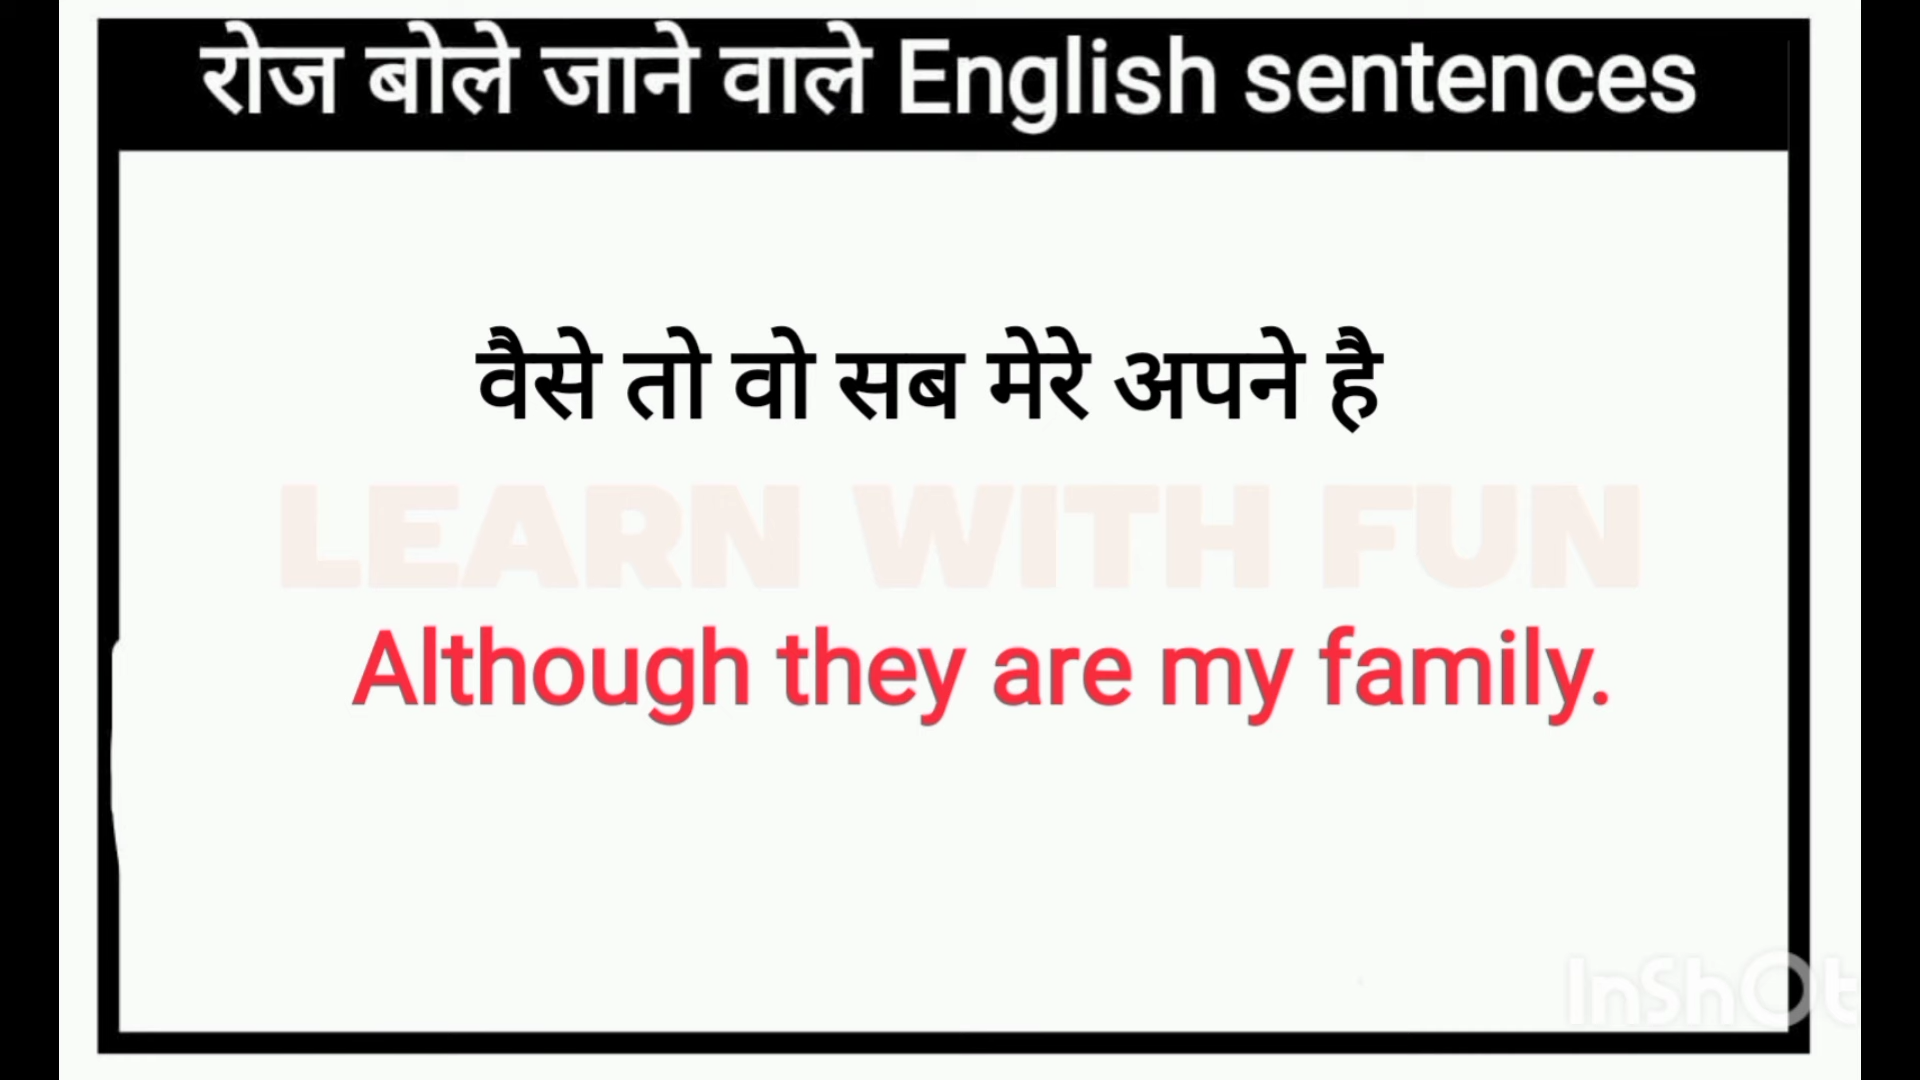 रोज बोले जाने वाले English sentences
वैसे तो वो सब मेरे अपने है
LEARN WITH FUN
Although they are my family.
InShOt